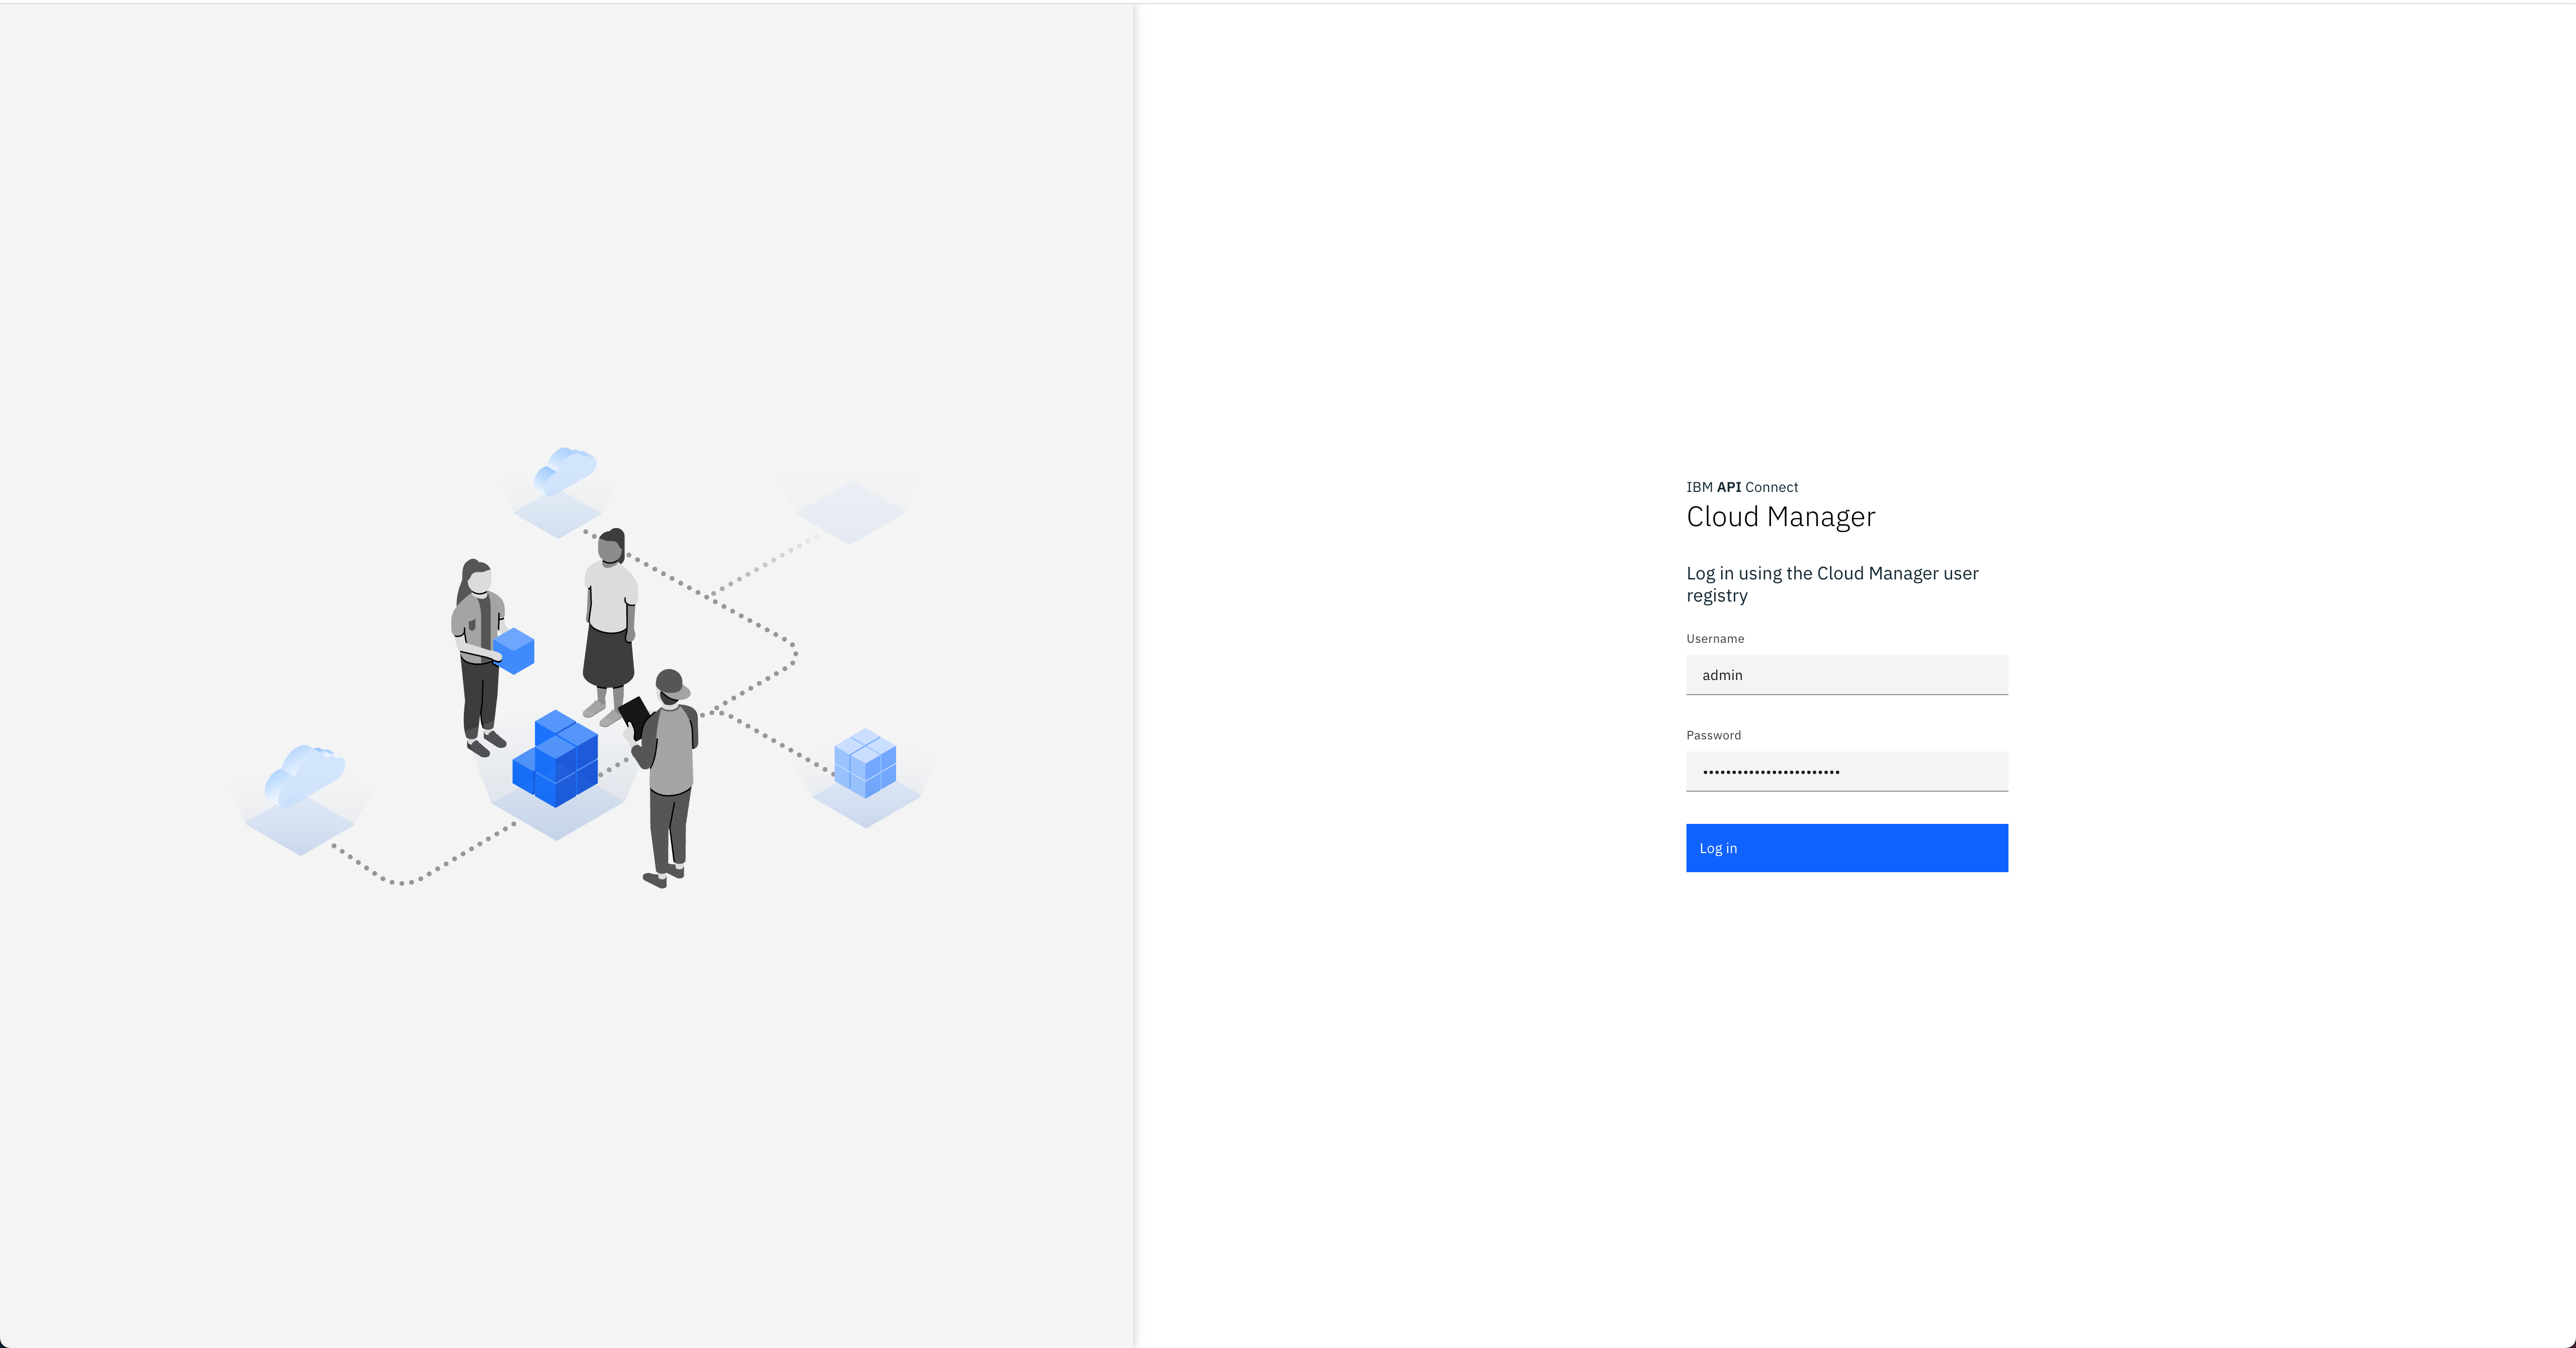 IBM API Connect
Cloud Manager
Log in using the Cloud Manager user
registry
Username
admin
Password
••••••••••••••••••••••••
Log in